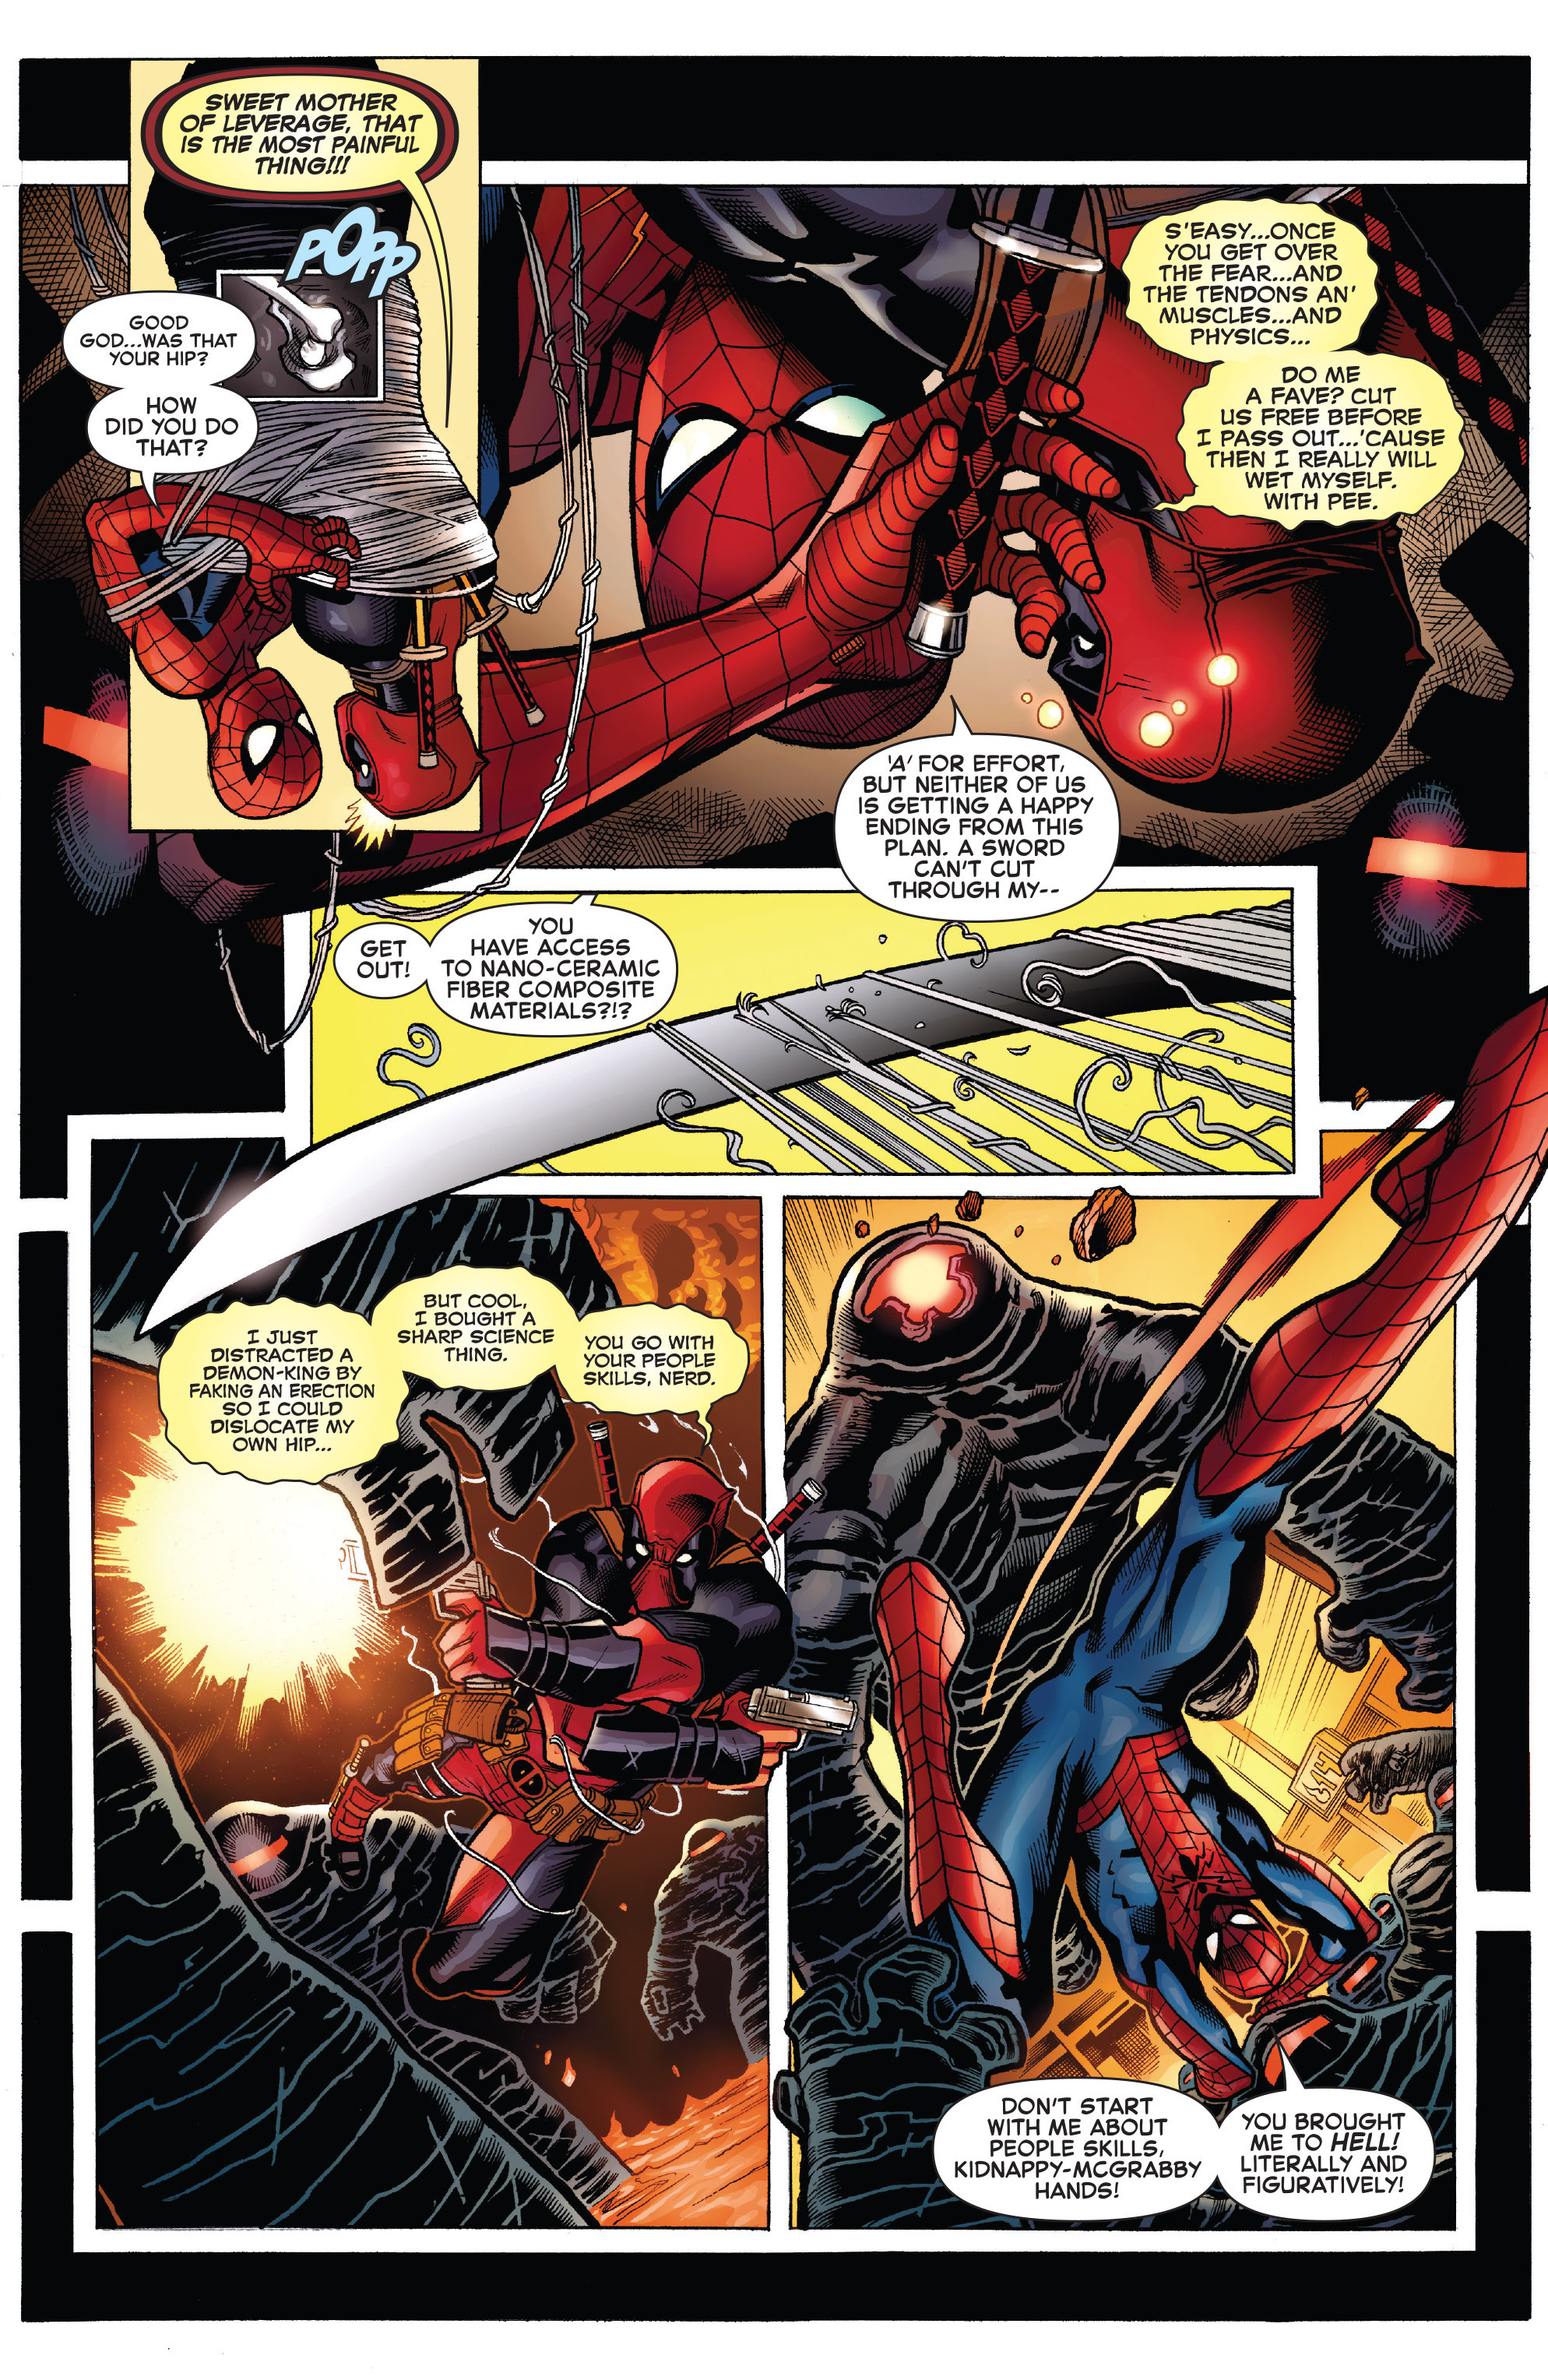 SWEET MOTHER
OF LEVERAGE, THAT
IS THE MOST PAINFUL
THING!!!
POPP
GOOD
GOD...WAS THAT
YOUR HIP?
HOW
DID YOU DO
THAT?
S'EASY...ONCE
YOU GET OVER
THE FEAR...AND
THE TENDONS AN'
MUSCLES...AND
PHYSICS...
DO ME
A FAVE? CUT
US FREE BEFORE
I PASS OUT...'CAUSE
THEN I REALLY WILL
WET MYSELF.
WITH PEE.
'A' FOR EFFORT,
BUT NEITHER OF US
IS GETTING A HAPPY
ENDING FROM THIS
PLAN. A SWORD
CAN'T CUT
THROUGH MY--
GET
OUT!
YOU
HAVE ACCESS
TO NANO-CERAMIC
FIBER COMPOSITE
MATERIALS?!?
I JUST
DISTRACTED A
DEMON-KING BY
FAKING AN ERECTION
SO I COULD
DISLOCATE MY
OWN HIP...
BUT COOL,
I BOUGHT A
SHARP SCIENCE
THING.
YOU GO WITH
YOUR PEOPLE
SKILLS, NERD.
DON'T START
WITH ME ABOUT
PEOPLE SKILLS,
KIDNAPPY-MCGRABBY
HANDS!
YOU BROUGHT
ME TO HELL!
LITERALLY AND
FIGURATIVELY!